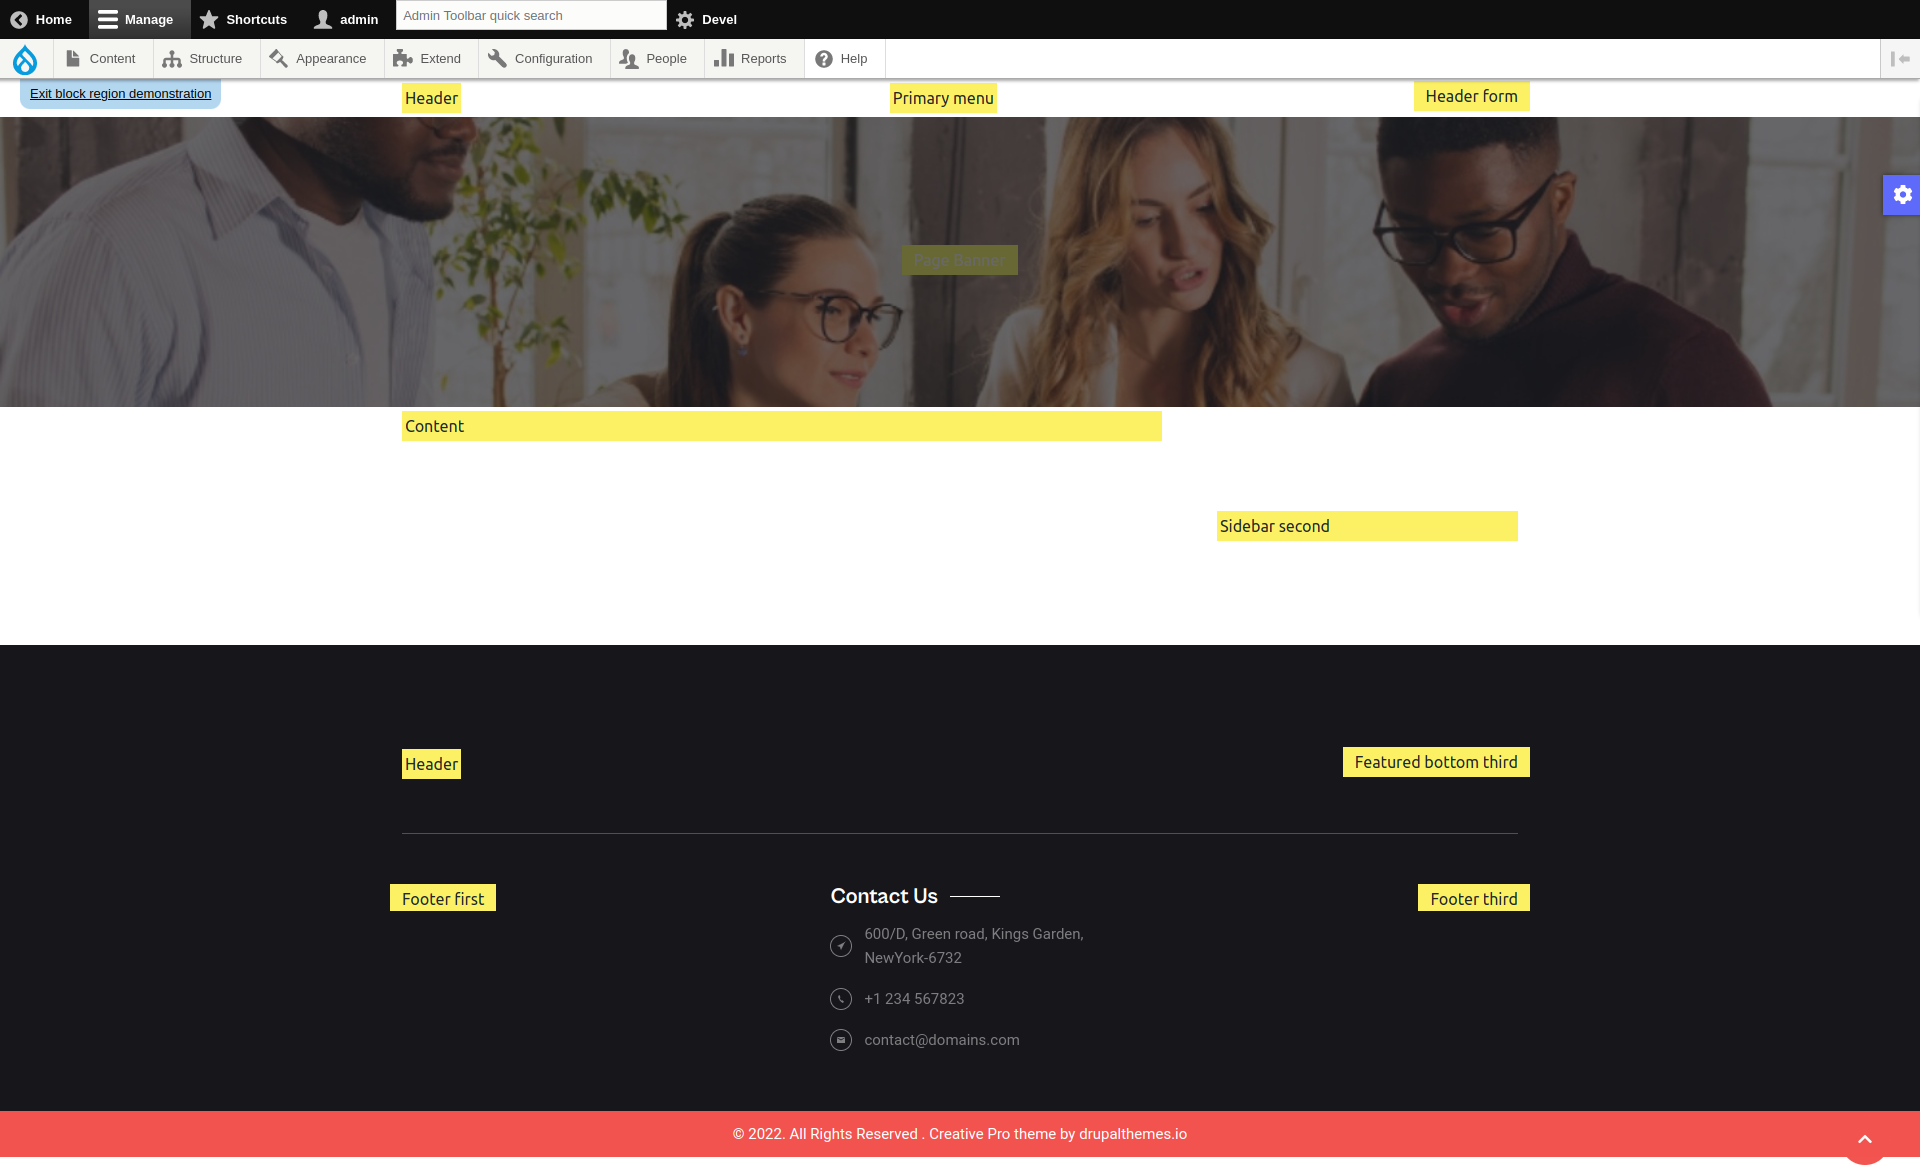 Home Manage Shortcuts admin Admin Toolbar quick search Devel
Content Structure Appearance Extend Configuration People Reports Help
Exit block region demonstration
Header Primary menu Header form
Page Banner
Content
Sidebar second
Header Featured bottom third
Footer first Contact Us Footer third
600/D, Green road, Kings Garden,
NewYork-6732
+1 234 567823
contact@domains.com
© 2022. All Rights Reserved . Creative Pro theme by drupalthemes.io